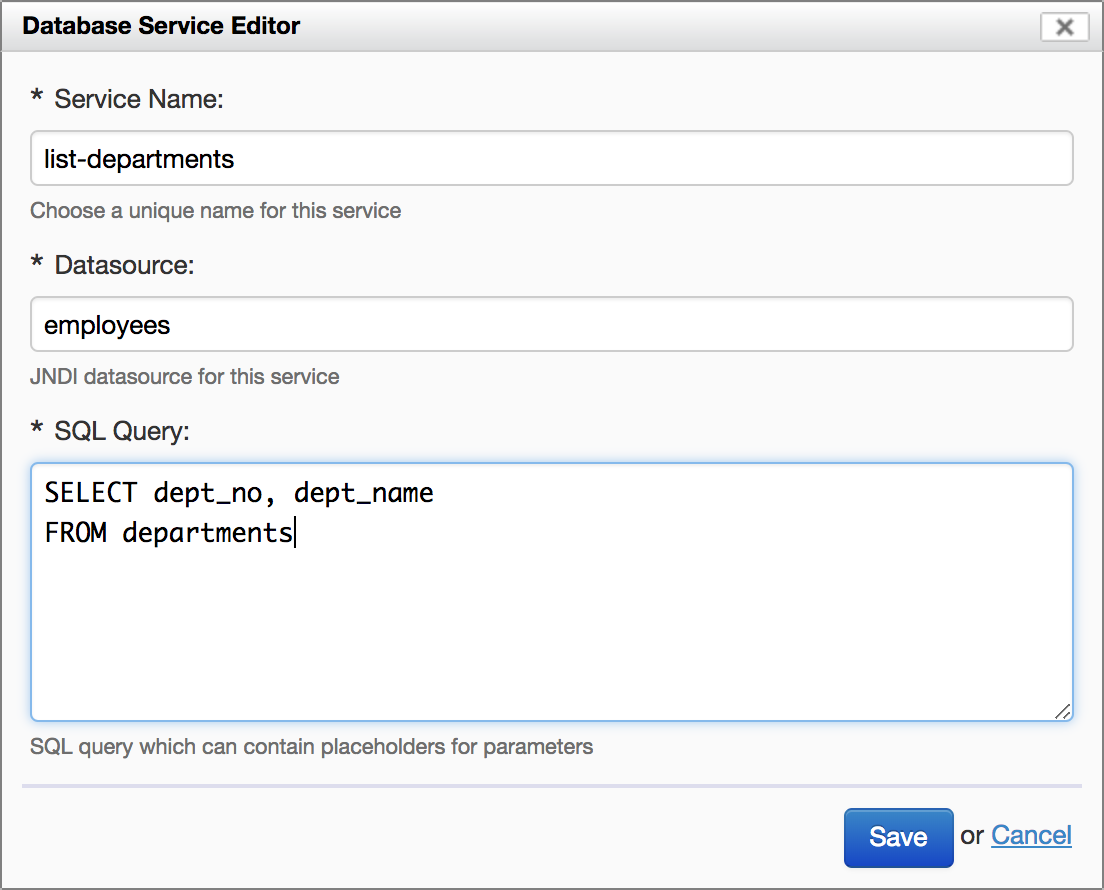 Database Service Editor
* Service Name:
list-departments
Choose a unique name for this service
* Datasource:
employees
JNDI datasource for this service
* SQL Query:
SELECT dept_no, dept_name
FROM departments
SQL query which can contain placeholders for parameters
Save or Cancel